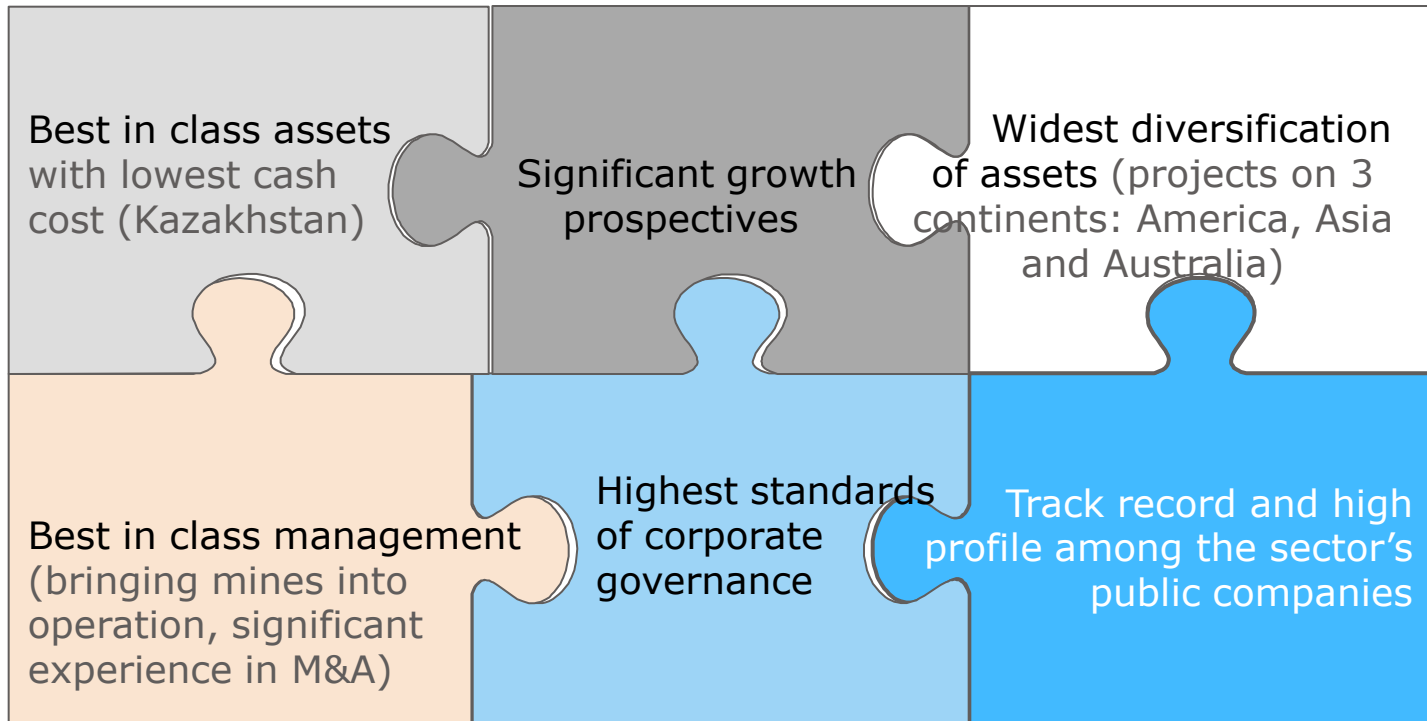 Best in class assets
with lowest cash
cost (Kazakhstan)
Significant growth
prospectives
Widest diversification
of assets (projects on 3
continents: America, Asia
and Australia)
Best in class management
(bringing mines into
operation, significant
experience in M&A)
Highest standards
of corporate
governance
Track record and high
profile among the sector’s
public companies